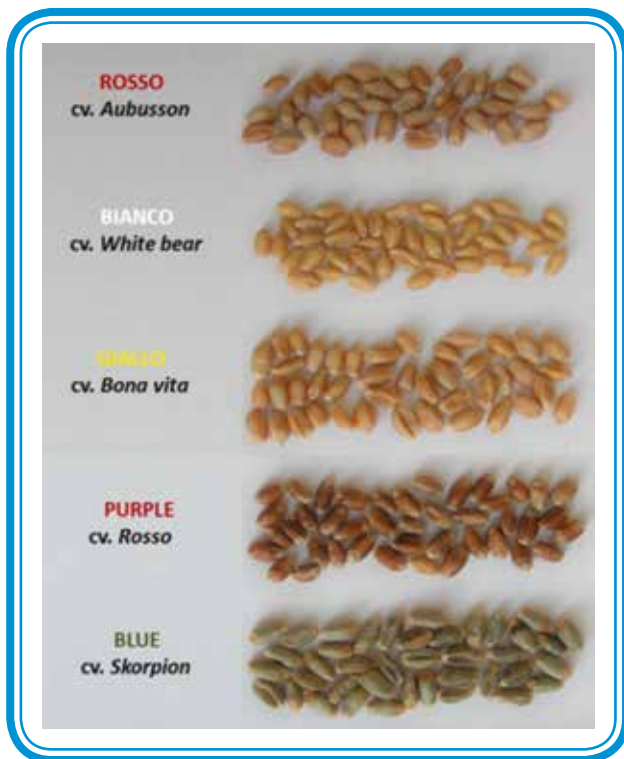 ROSSO
cv. Aubusson
BIANCO
cv. White bear
GIALLO
cv. Bona vita
PURPLE
cv. Rosso
BLUE
cv. Skorpion